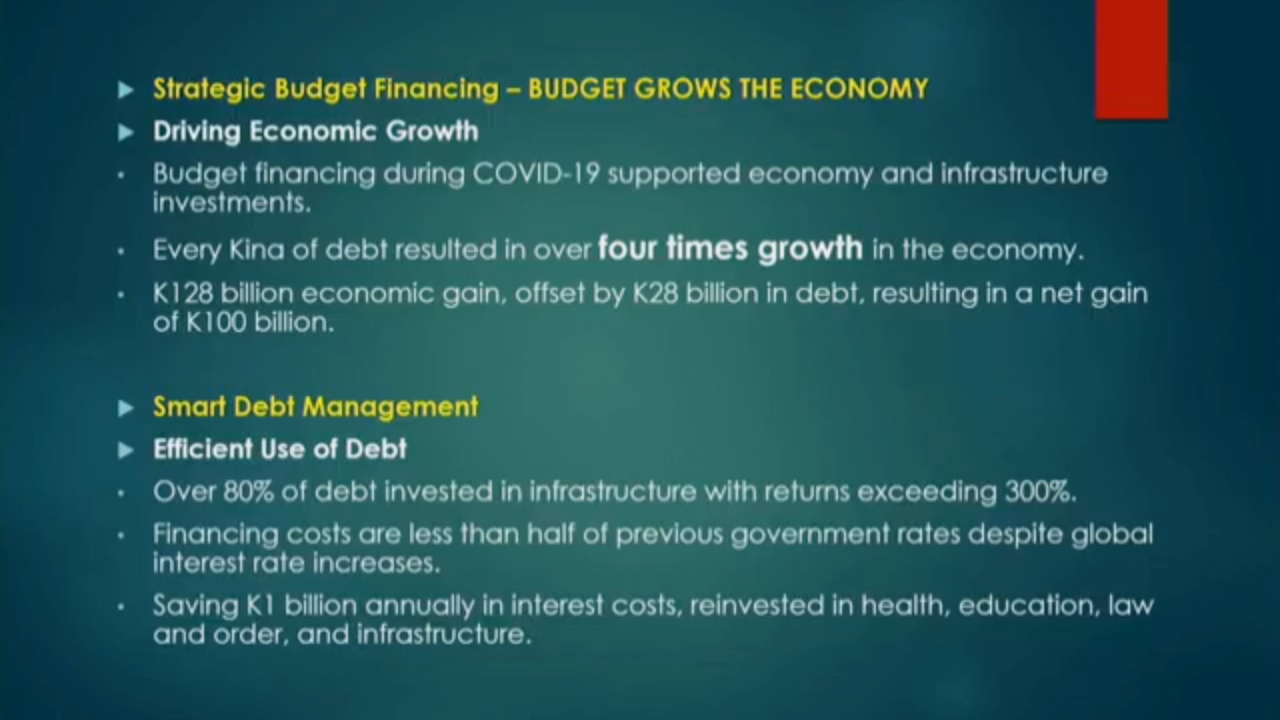 Strategic Budget Financing – BUDGET GROWS THE ECONOMY
Driving Economic Growth
Budget financing during COVID-19 supported economy and infrastructure
investments.
Every Kina of debt resulted in over four times growth in the economy.
K128 billion economic gain, offset by K28 billion in debt, resulting in a net gain
of K100 billion.
Smart Debt Management
Efficient Use of Debt
Over 80% of debt invested in infrastructure with returns exceeding 300%.
Financing costs are less than half of previous government rates despite global
interest rate increases.
Saving K1 billion annually in interest costs, reinvested in health, education, law
and order, and infrastructure.